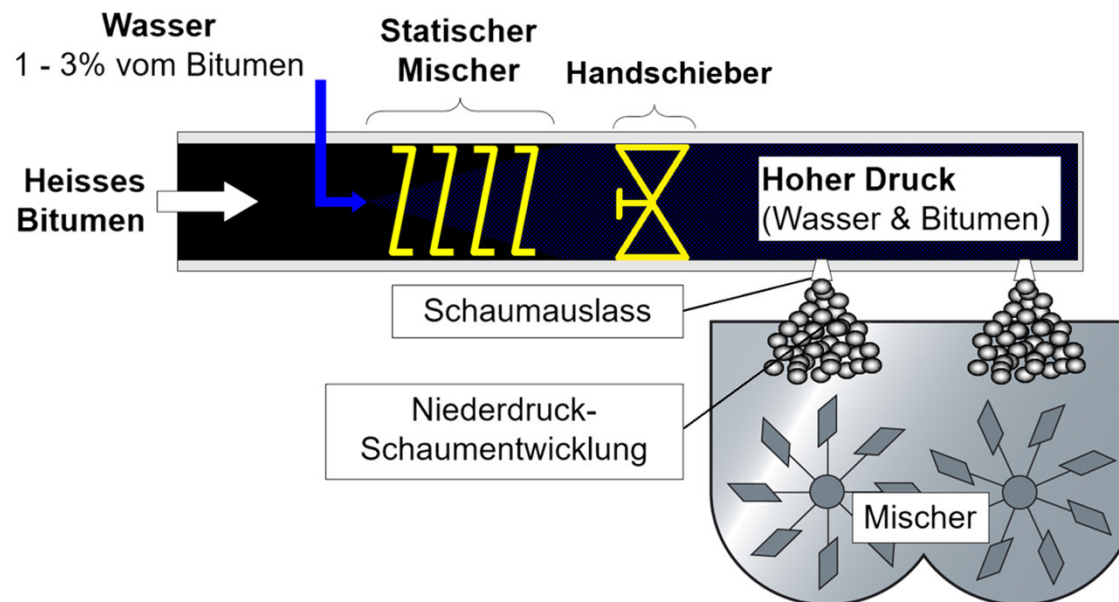 Wasser
1 - 3% vom Bitumen
Statischer
Mischer
Handschieber
Heisses
Bitumen
Hoher Druck
(Wasser & Bitumen)
Schaumauslass
Niederdruck-
Schaumentwicklung
Mischer